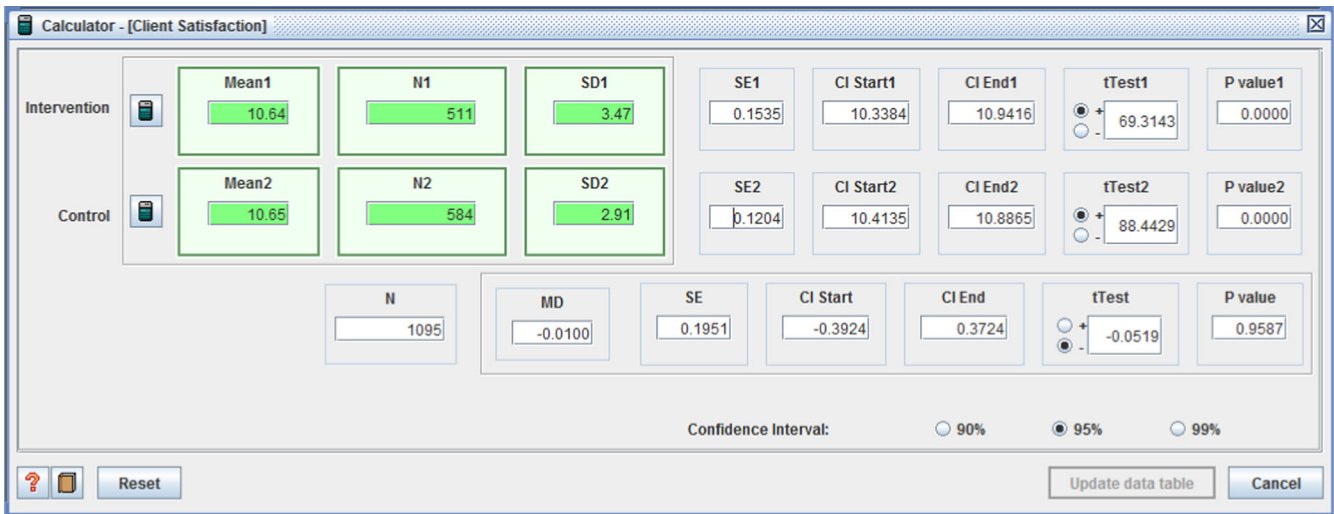 Calculator - [Client Satisfaction]
Mean1 N1 SD1 SE1 CI Start1 CI End1 tTest1 P value1
Intervention 10.64 511 3.47 0.1535 10.3384 10.9416 + - 69.3143 0.0000
Mean2 N2 SD2 SE2 CI Start2 CI End2 tTest2 P value2
Control 10.65 584 2.91 0.1204 10.4135 10.8865 + - 88.4429 0.0000
N MD SE CI Start CI End tTest P value
1095 -0.0100 0.1951 -0.3924 0.3724 + - -0.0519 0.9587
Confidence Interval: 90% 95% 99%
? Reset Update data table Cancel